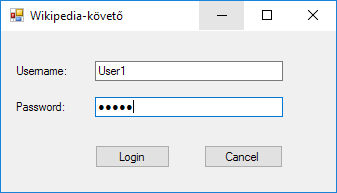 Wikipedia-követő
Username: User1
Password: ●●●●●
Login Cancel